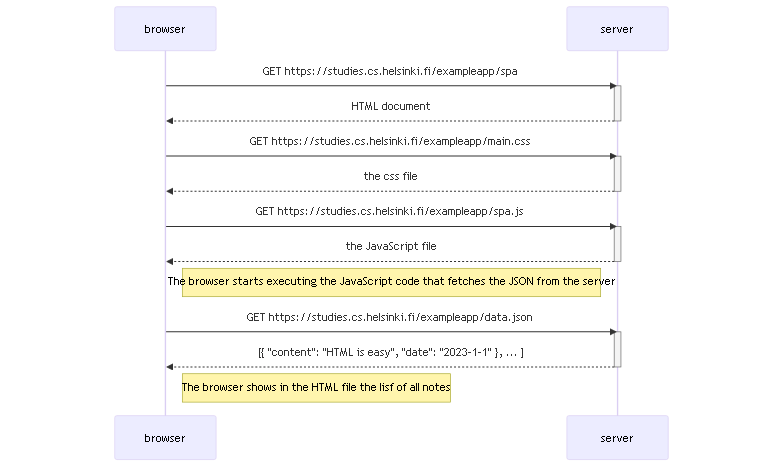 browser server
GET https://studies.cs.helsinki.fi/exampleapp/spa
HTML document
GET https://studies.cs.helsinki.fi/exampleapp/main.css
the css file
GET https://studies.cs.helsinki.fi/exampleapp/spa.js
the JavaScript file
The browser starts executing the JavaScript code that fetches the JSON from the server
GET https://studies.cs.helsinki.fi/exampleapp/data.json
[{ "content": "HTML is easy", "date": "2023-1-1" }, ... ]
The browser shows in the HTML file the lisf of all notes
browser server